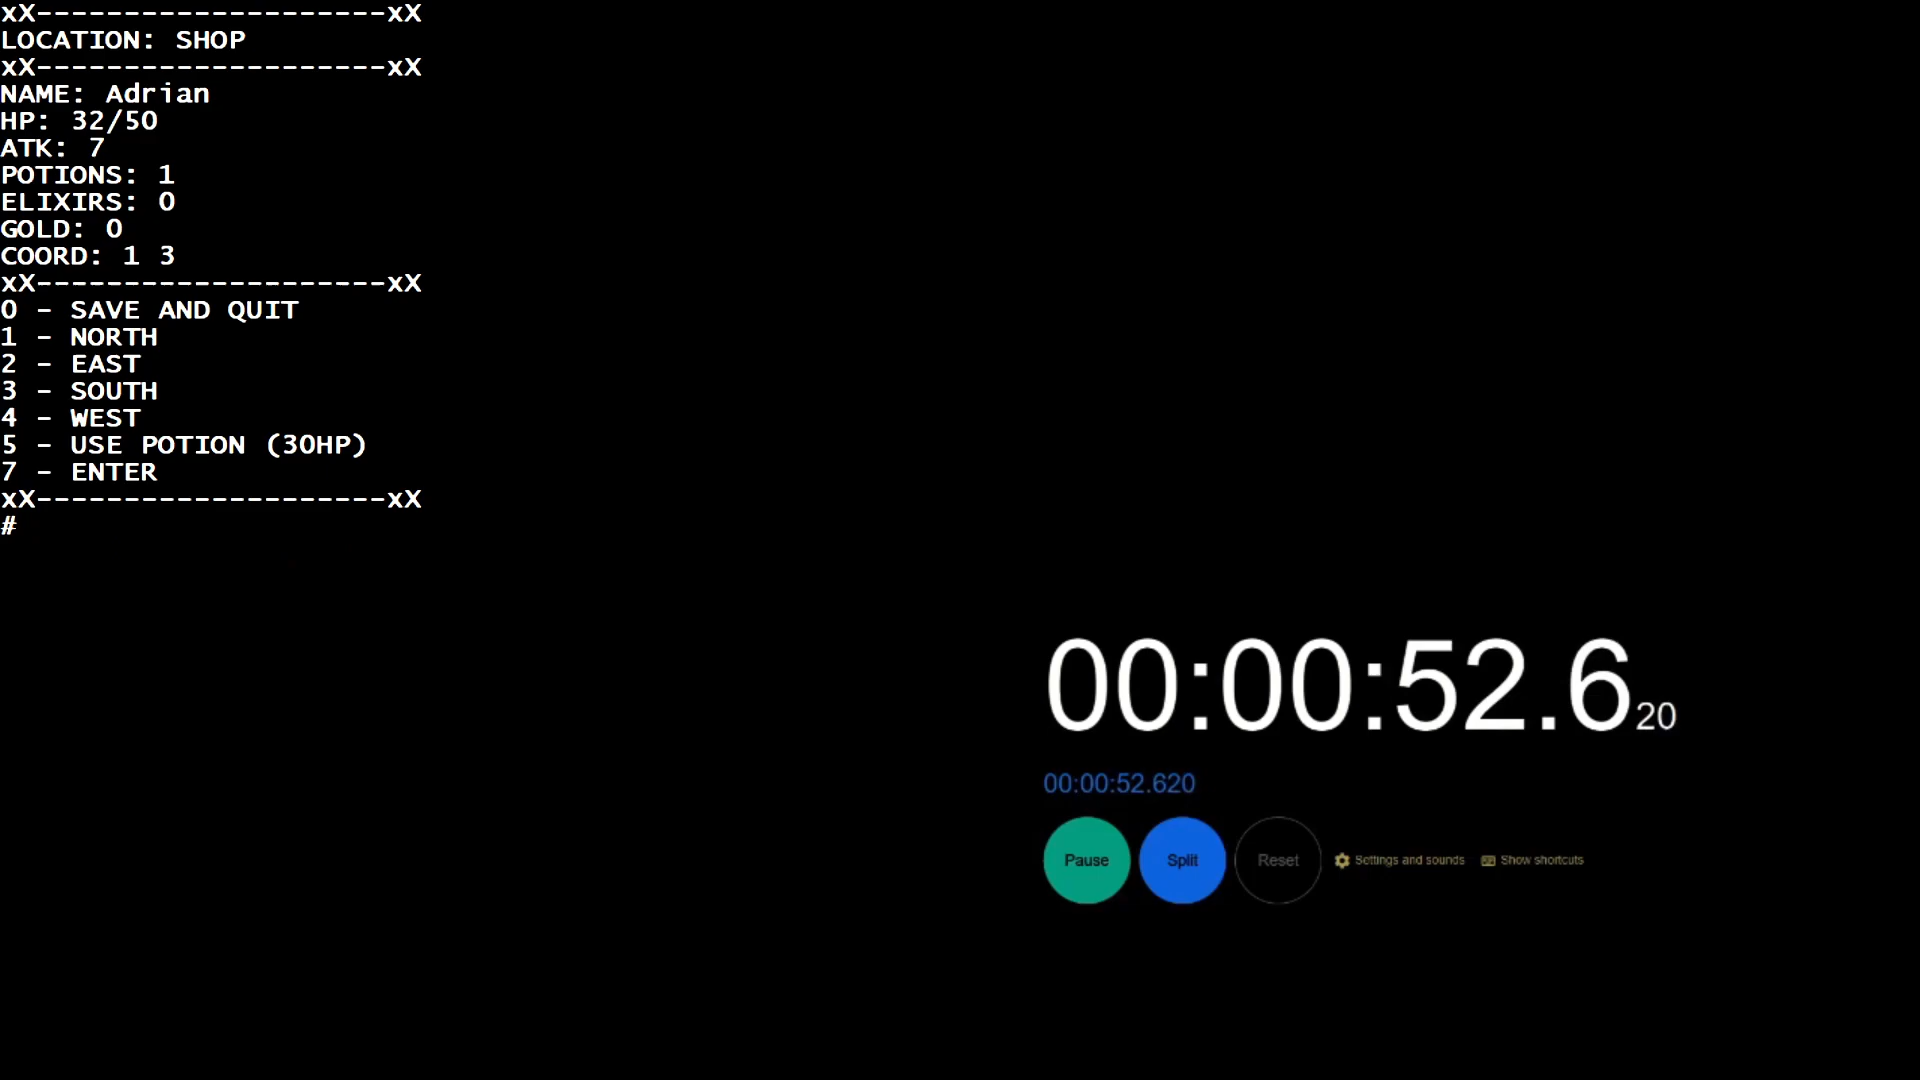 xX--------------------xX
LOCATION: SHOP
xX--------------------xX
NAME: Adrian
HP: 32/50
ATK: 7
POTIONS: 1
ELIXIRS: 0
GOLD: 0
COORD: 1 3
xX--------------------xX
0 - SAVE AND QUIT
1 - NORTH
2 - EAST
3 - SOUTH
4 - WEST
5 - USE POTION (30HP)
7 - ENTER
xX--------------------xX
#
00:00:52.620
00:00:52.620
Pause Split Reset Settings and sounds Show shortcuts